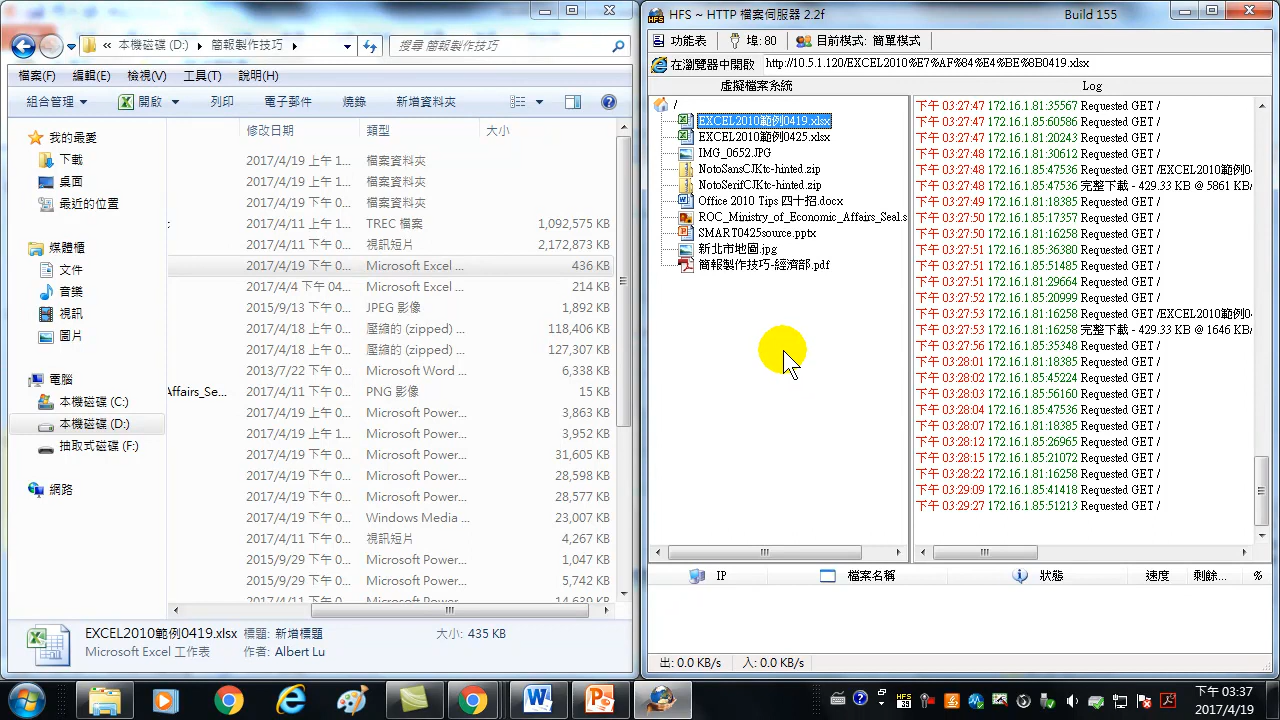 « 本機磁碟 (D:) 簡報製作技巧
搜尋 簡報製作技巧
檔案(F) 編輯(E) 檢視(V) 工具(T) 說明(H)
組合管理 開啟 列印 電子郵件 燒錄 新增資料夾
我的最愛
下載
桌面
最近的位置
媒體櫃
文件
音樂
視訊
圖片
電腦
本機磁碟 (C:)
本機磁碟 (D:)
抽取式磁碟 (F:)
網路
修改日期 類型 大小
2017/4/19 上午 1... 檔案資料夾
2017/4/19 上午 1... 檔案資料夾
2017/4/19 下午 0... 檔案資料夾
2017/4/11 下午 0... TREC 檔案 1,092,575 KB
2017/4/11 下午 0... 視訊短片 2,172,873 KB
2017/4/19 下午 0... Microsoft Excel ... 436 KB
2017/4/4 下午 04... Microsoft Excel ... 214 KB
2015/9/13 下午 0... JPEG 影像 1,892 KB
2017/4/18 下午 0... 壓縮的 (zipped) ... 118,406 KB
2017/4/18 下午 0... 壓縮的 (zipped) ... 127,307 KB
2013/7/22 下午 0... Microsoft Word ... 6,338 KB
Affairs_Se... 2017/4/11 下午 0... PNG 影像 15 KB
2017/4/19 上午 0... Microsoft Power... 3,863 KB
2017/4/19 上午 1... Microsoft Power... 3,952 KB
2017/4/11 下午 0... Microsoft Power... 31,605 KB
2017/4/11 下午 0... Microsoft Power... 28,598 KB
2017/4/11 下午 0... Microsoft Power... 28,577 KB
2017/4/11 下午 0... Windows Media ... 23,007 KB
2017/4/11 下午 0... 視訊短片 4,267 KB
2015/9/29 下午 0... Microsoft Power... 1,047 KB
2015/9/29 下午 0... Microsoft Power... 5,742 KB
2017/4/11 下午 0... Microsoft Power... 14,639 KB
EXCEL2010範例0419.xlsx 標題: 新增標題 大小: 435 KB
Microsoft Excel 工作表 作者: Albert Lu
HFS ~ HTTP 檔案伺服器 2.2f Build 155
功能表 埠: 80 目前模式: 簡單模式
在瀏覽器中開啟 http://10.5.1.120/EXCEL2010%E7%AF%84%E4%BE%8B0419.xlsx
虛擬檔案系統
/
EXCEL2010範例0419.xlsx
EXCEL2010範例0425.xlsx
IMG_0652.JPG
NotoSansCJKtc-hinted.zip
NotoSerifCJKtc-hinted.zip
Office 2013 Tips 四十招.docx
ROC_Ministry_of_Economic_Affairs_Seal.s
SMART0425source.pptx
新北市地圖.jpg
簡報製作技巧-經濟部.pdf
Log
下午 03:27:47 172.16.1.81:35567 Requested GET /
下午 03:27:47 172.16.1.85:60586 Requested GET /
下午 03:27:47 172.16.1.81:20843 Requested GET /
下午 03:27:48 172.16.1.81:30612 Requested GET /
下午 03:27:48 172.16.1.85:47536 Requested GET /EXCEL2010範例0
下午 03:27:48 172.16.1.85:47536 完整下載 - 429.33 KB @ 5861 KB/
下午 03:27:49 172.16.1.81:18385 Requested GET /
下午 03:27:50 172.16.1.85:17357 Requested GET /
下午 03:27:50 172.16.1.81:16258 Requested GET /
下午 03:27:51 172.16.1.85:36380 Requested GET /
下午 03:27:51 172.16.1.85:51485 Requested GET /
下午 03:27:51 172.16.1.81:29664 Requested GET /
下午 03:27:52 172.16.1.85:20999 Requested GET /
下午 03:27:53 172.16.1.81:16258 Requested GET /EXCEL2010範例0
下午 03:27:53 172.16.1.81:16258 完整下載 - 429.33 KB @ 1646 KB/
下午 03:27:56 172.16.1.85:35348 Requested GET /
下午 03:28:01 172.16.1.81:18385 Requested GET /
下午 03:28:02 172.16.1.85:45224 Requested GET /
下午 03:28:03 172.16.1.85:56160 Requested GET /
下午 03:28:04 172.16.1.85:47536 Requested GET /
下午 03:28:07 172.16.1.81:18385 Requested GET /
下午 03:28:12 172.16.1.85:26965 Requested GET /
下午 03:28:15 172.16.1.85:21072 Requested GET /
下午 03:28:22 172.16.1.81:16258 Requested GET /
下午 03:29:09 172.16.1.85:41418 Requested GET /
下午 03:29:27 172.16.1.85:51213 Requested GET /
IP 檔案名稱 狀態 速度 剩餘... %
出: 0.0 KB/s 入: 0.0 KB/s
下午 03:37
2017/4/19